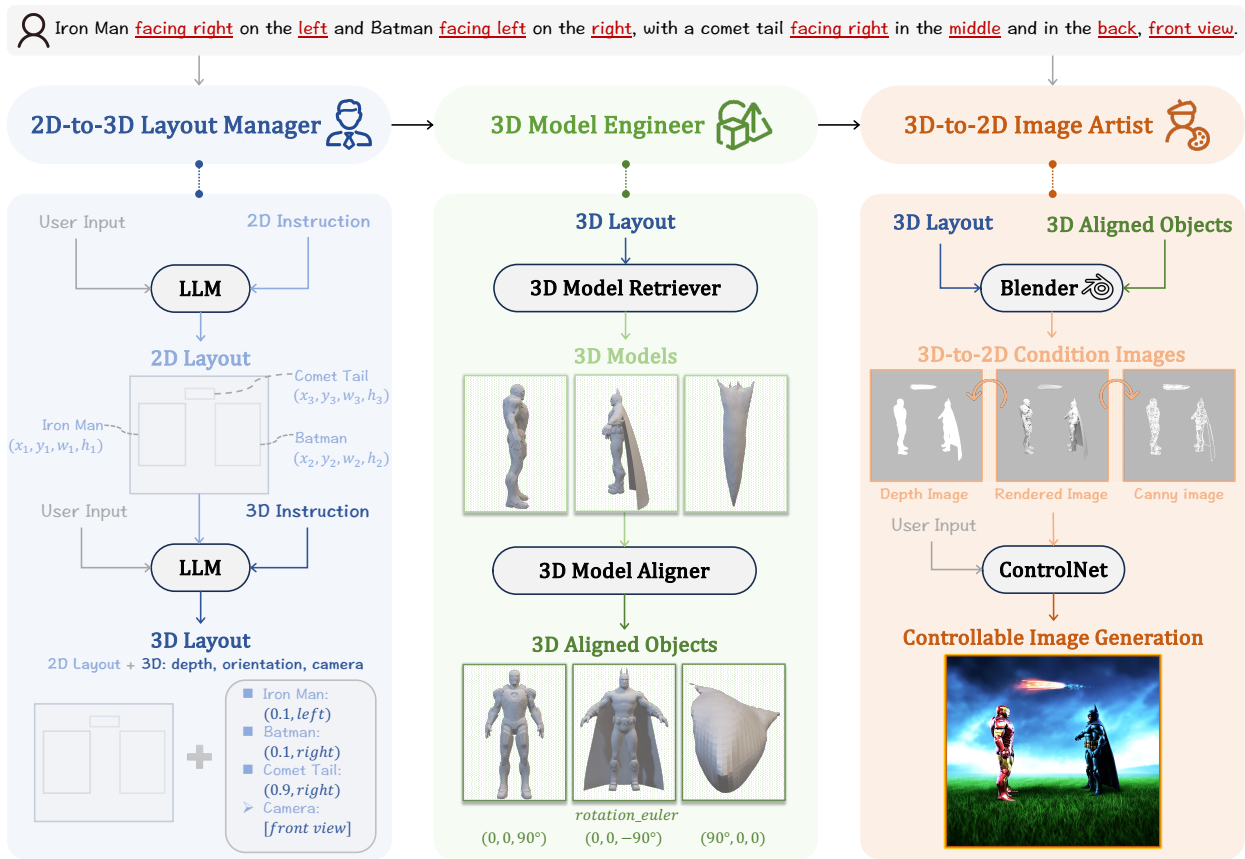 Iron Man facing right on the left and Batman facing left on the right, with a comet tail facing right in the middle and in the back, front view.
2D-to-3D Layout Manager
3D Model Engineer
3D-to-2D Image Artist
User Input
2D Instruction
LLM
2D Layout
Comet Tail
(x₃, y₃, w₃, h₃)
Iron Man
(x₁, y₁, w₁, h₁)
Batman
(x₂, y₂, w₂, h₂)
User Input
3D Instruction
LLM
3D Layout
2D Layout + 3D: depth, orientation, camera
Iron Man:
(0.1, left)
Batman:
(0.1, right)
Comet Tail:
(0.9, right)
Camera:
[front view]
3D Layout
3D Model Retriever
3D Models
3D Model Aligner
3D Aligned Objects
rotation_euler
(0, 0, 90°)
(0, 0, −90°)
(90°, 0, 0)
3D Layout
3D Aligned Objects
Blender
3D-to-2D Condition Images
Depth Image
Rendered Image
Canny image
User Input
ControlNet
Controllable Image Generation